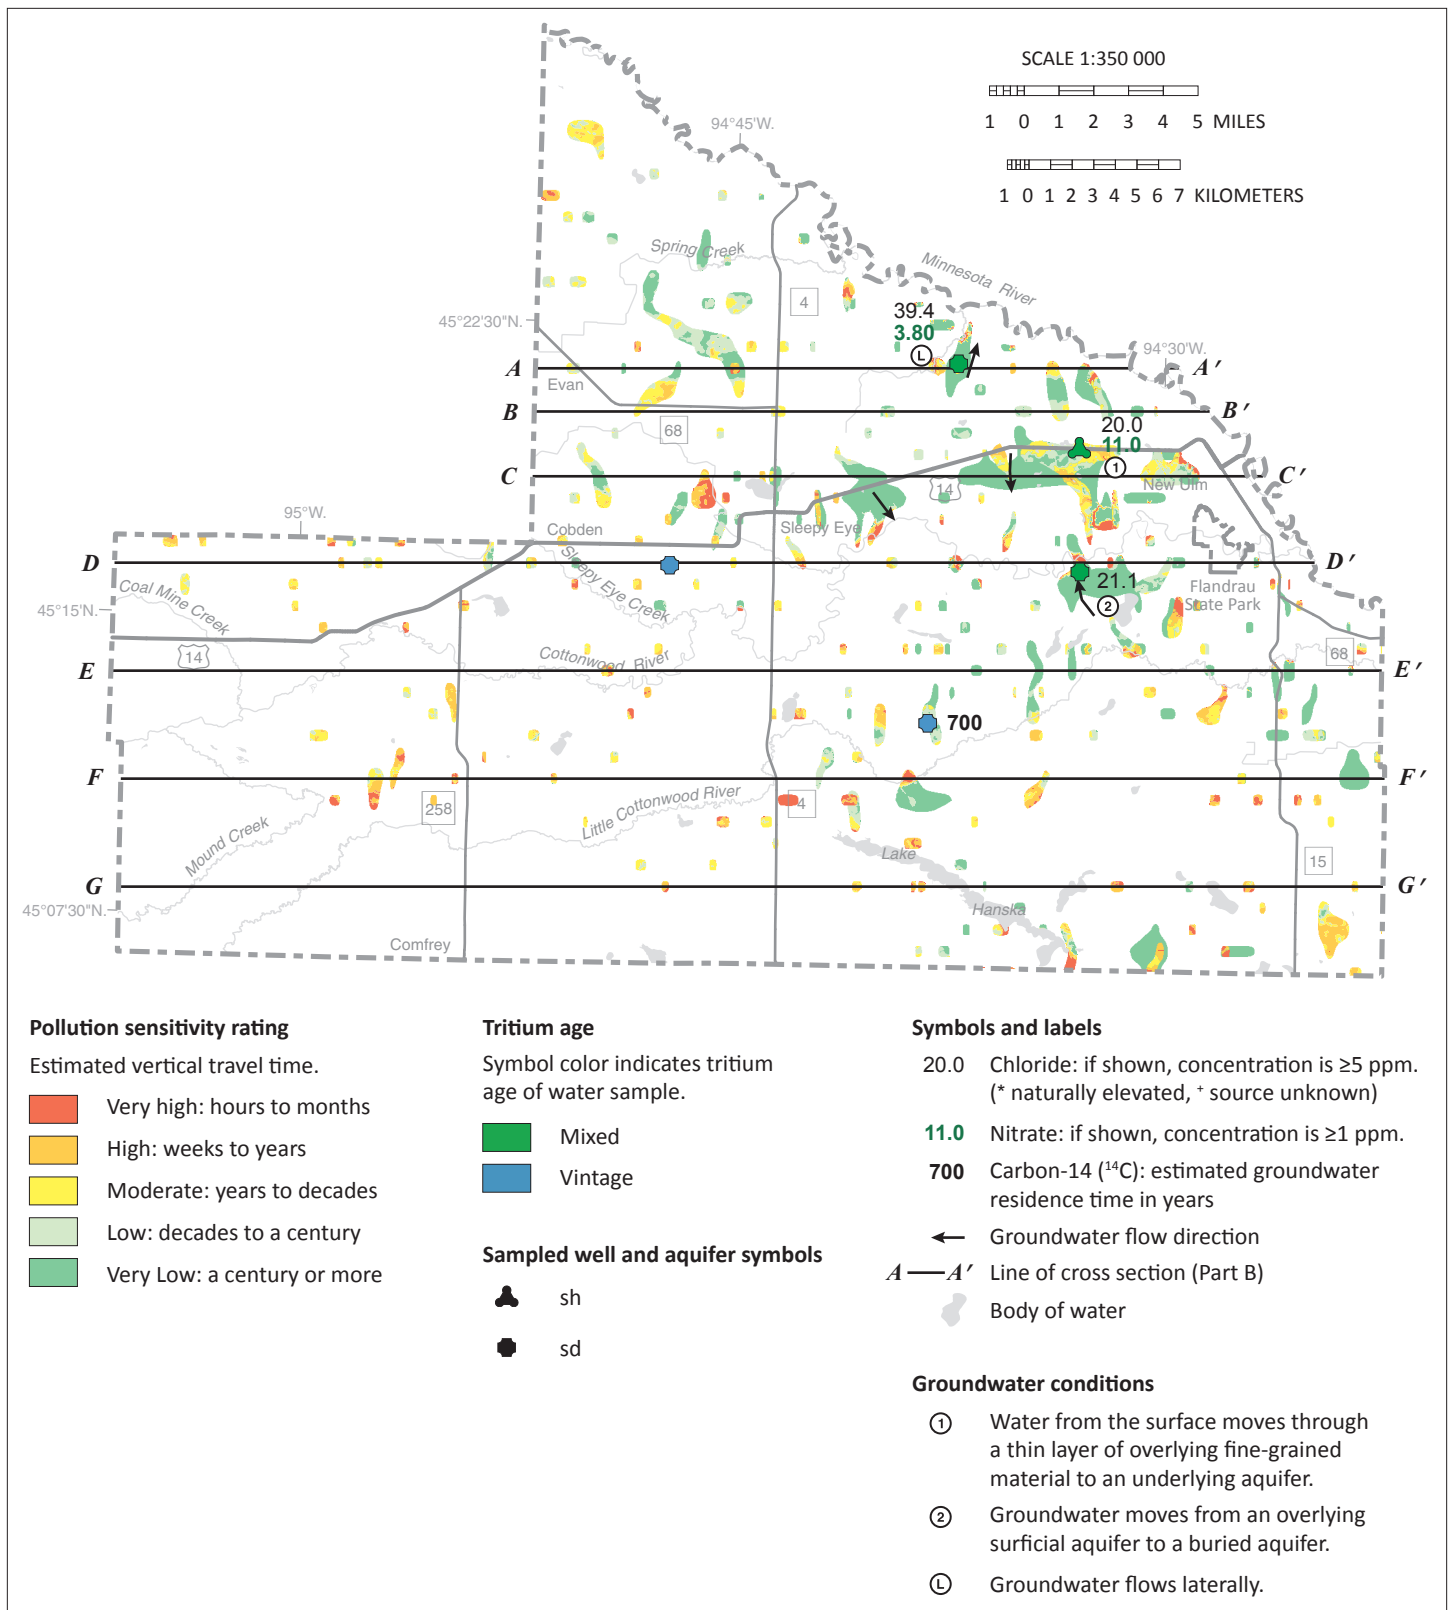 SCALE 1:350 000
1 0 1 2 3 4 5 MILES
1 0 1 2 3 4 5 6 7 KILOMETERS
94°45'W.
Spring Creek
Minnesota River
4
45°22'30"N.
39.4
3.80
L
94°30'W.
A A′
Evan
B B′
68
20.0
11.0
1
C C′
14
New Ulm
Cobden
Sleepy Eye
95°W.
D D′
Sleepy Eye Creek
21.1
2
Flandrau
State Park
Coal Mine Creek
45°15'N.
14
Cottonwood River
68
E E′
700
F F′
258
4
Little Cottonwood River
Mound Creek
Lake
15
G G′
45°07'30"N.
Hanska
Comfrey
Pollution sensitivity rating
Estimated vertical travel time.
Very high: hours to months
High: weeks to years
Moderate: years to decades
Low: decades to a century
Very Low: a century or more
Tritium age
Symbol color indicates tritium
age of water sample.
Mixed
Vintage
Sampled well and aquifer symbols
sh
sd
Symbols and labels
20.0 Chloride: if shown, concentration is ≥5 ppm.
(* naturally elevated, ⁺ source unknown)
11.0 Nitrate: if shown, concentration is ≥1 ppm.
700 Carbon-14 (¹⁴C): estimated groundwater
residence time in years
Groundwater flow direction
A A′ Line of cross section (Part B)
Body of water
Groundwater conditions
1 Water from the surface moves through
a thin layer of overlying fine-grained
material to an underlying aquifer.
2 Groundwater moves from an overlying
surficial aquifer to a buried aquifer.
L Groundwater flows laterally.